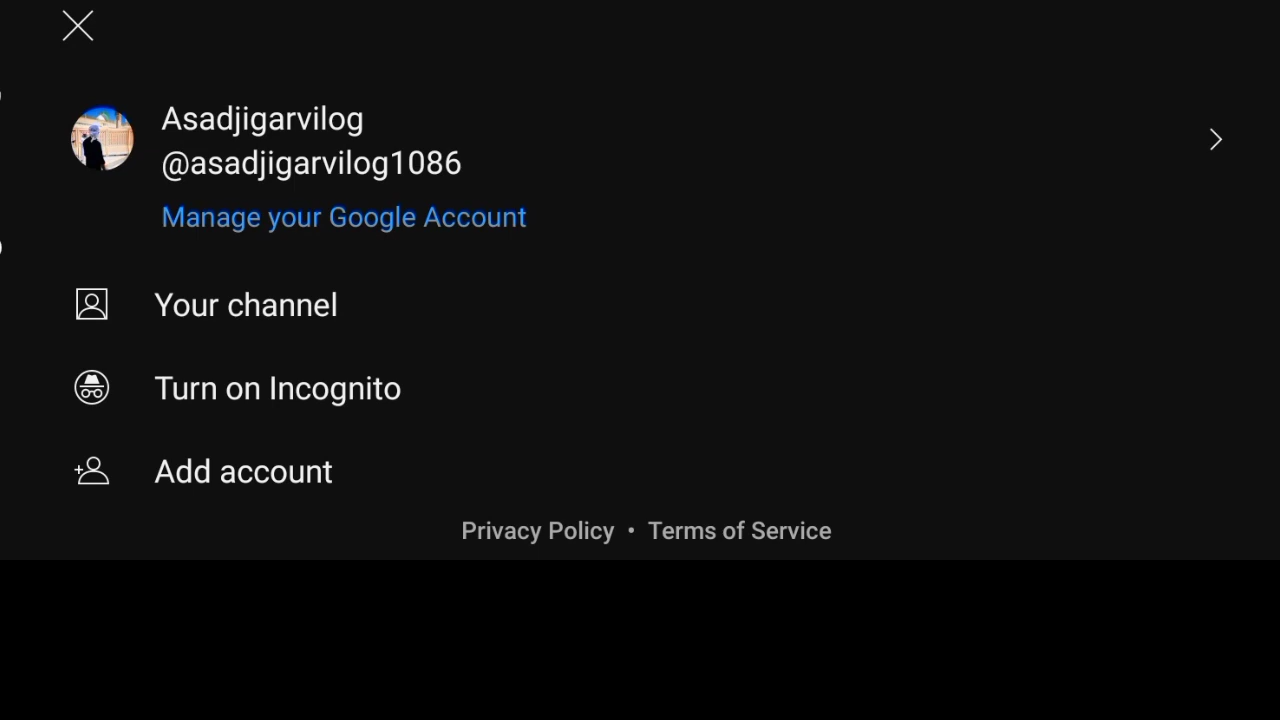 Asadjigarvilog
@asadjigarvilog1086
Manage your Google Account
Your channel
Turn on Incognito
Add account
Privacy Policy • Terms of Service